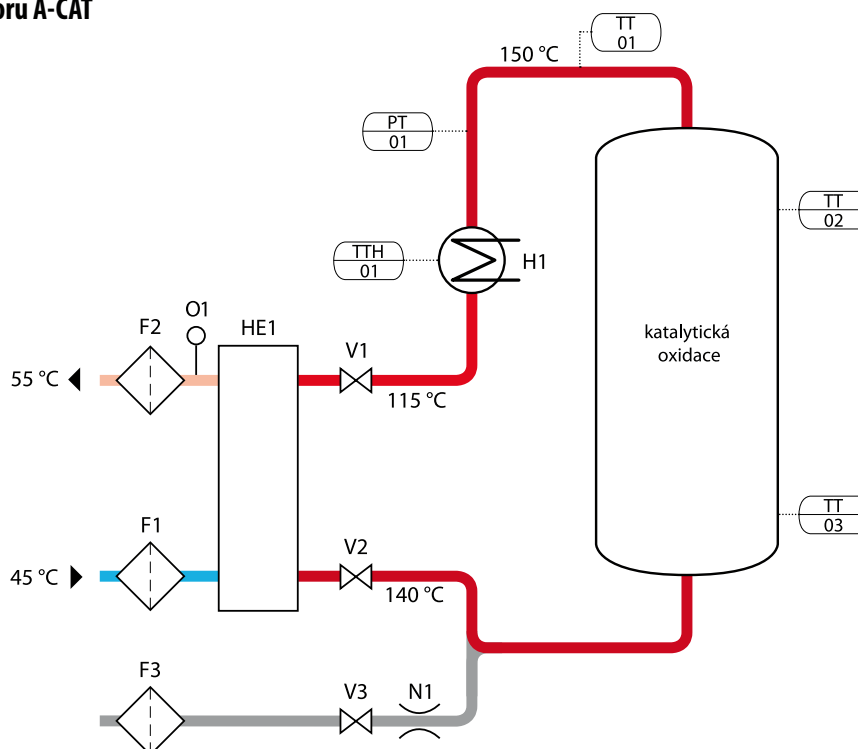 oru A-CAT
TT
01
150 °C
PT
01
TT
02
TTH
01
H1
katalytická
oxidace
O1
F2
HE1
V1
55 °C
115 °C
TT
03
F1
V2
45 °C
140 °C
F3
V3
N1